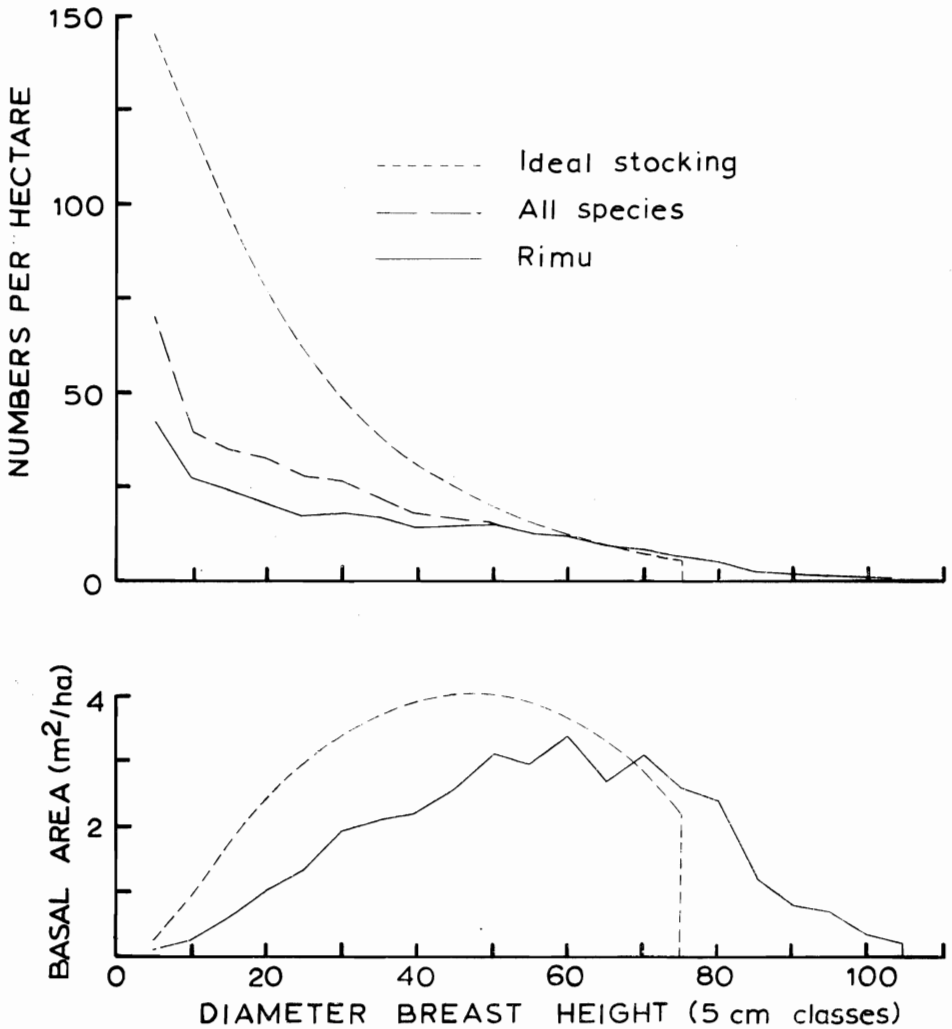 150
100
50
0
NUMBERS PER HECTARE
Ideal stocking
All species
Rimu
4
2
BASAL AREA (m²/ha)
0 20 40 60 80 100
DIAMETER BREAST HEIGHT (5 cm classes)